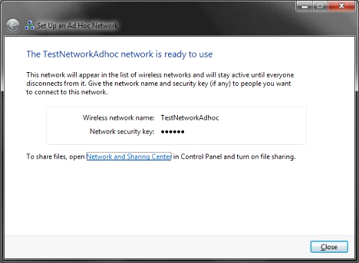 Set Up an Ad Hoc Network
The TestNetworkAdhoc network is ready to use
This network will appear in the list of wireless networks and will stay active until everyone
disconnects from it. Give the network name and security key (if any) to people you want
to connect to this network.
Wireless network name: TestNetworkAdhoc
Network security key: ••••••
To share files, open Network and Sharing Center in Control Panel and turn on file sharing.
Close